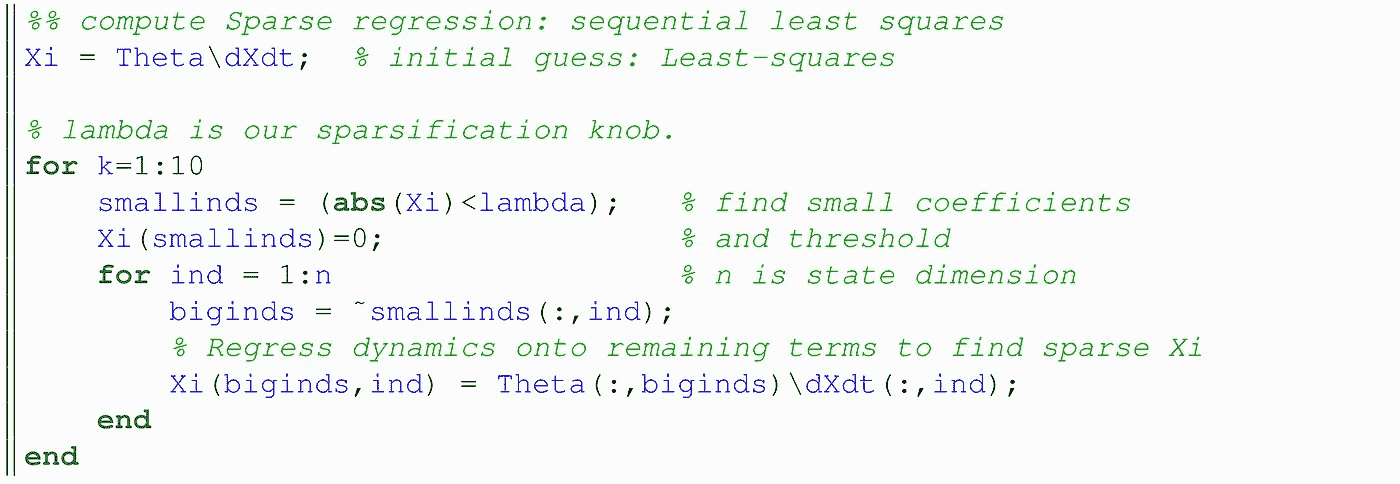 %% compute Sparse regression: sequential least squares
Xi = Theta\dXdt;  % initial guess: Least-squares

% lambda is our sparsification knob.
for k=1:10
    smallinds = (abs(Xi)<lambda);   % find small coefficients
    Xi(smallinds)=0;                % and threshold
    for ind = 1:n                   % n is state dimension
        biginds = ~smallinds(:,ind);
        % Regress dynamics onto remaining terms to find sparse Xi
        Xi(biginds,ind) = Theta(:,biginds)\dXdt(:,ind);
    end
end